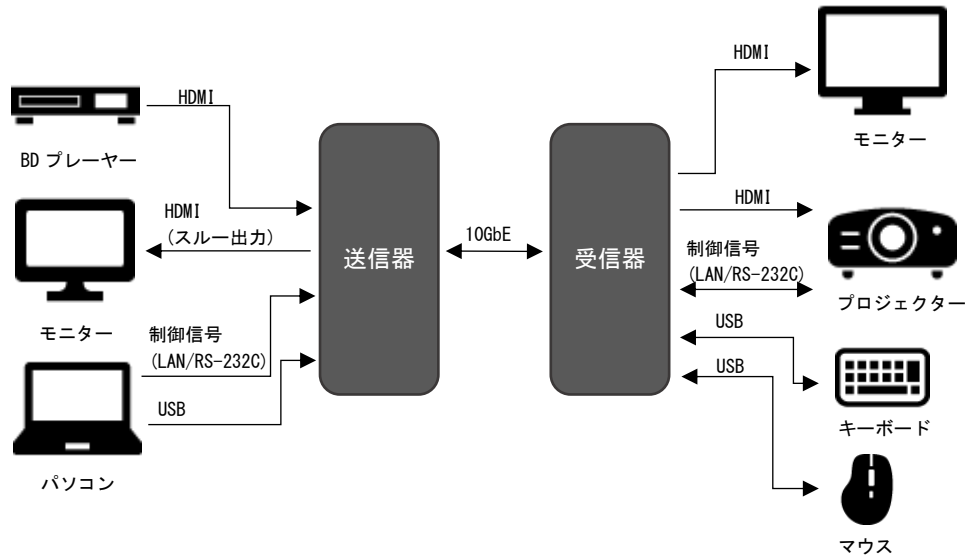 HDMI
BD プレーヤー
HDMI
(スルー出力)
モニター
制御信号
(LAN/RS-232C)
USB
パソコン
送信器
10GbE
受信器
HDMI
モニター
HDMI
制御信号
(LAN/RS-232C)
プロジェクター
USB
キーボード
USB
マウス